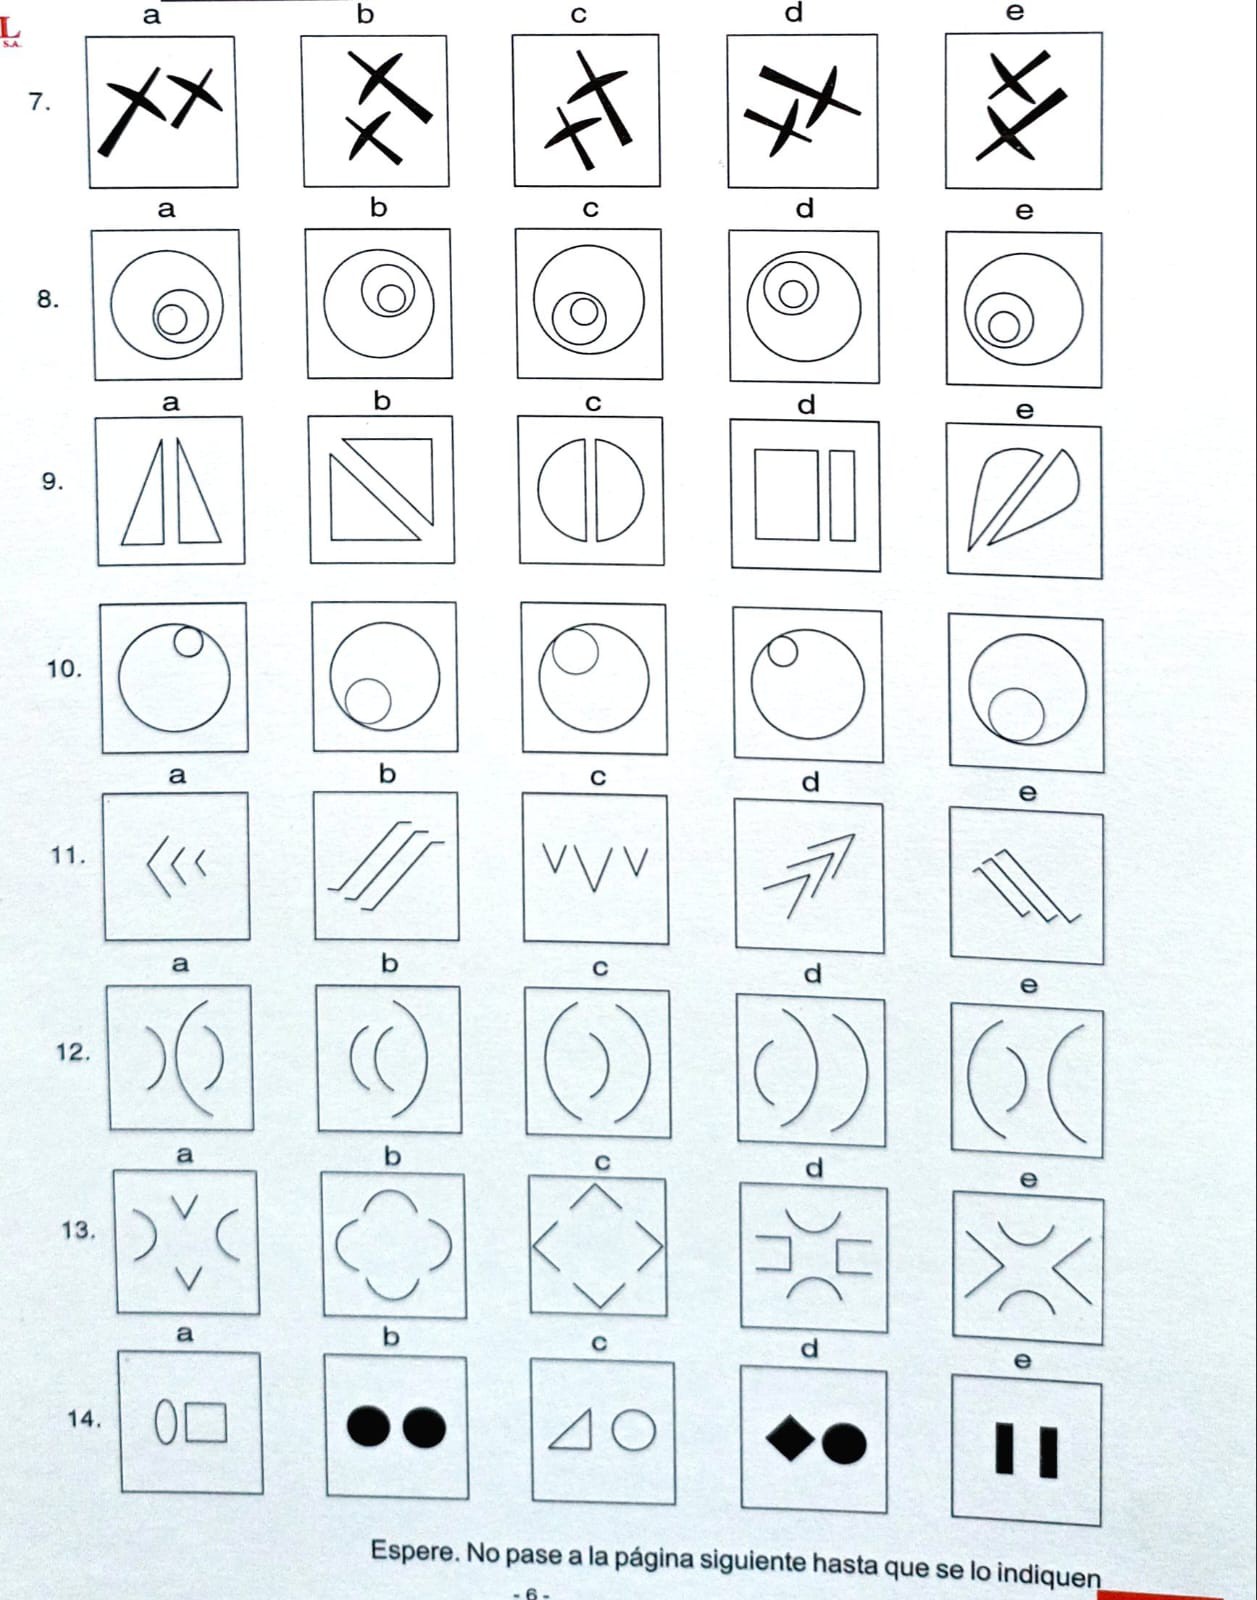 L
S.A.
a b c d e
7.
a b c d e
8.
a b c d e
9.
10.
a b c d e
11.
a b c d e
12.
a b c d e
13.
a b c d e
14.
Espere. No pase a la página siguiente hasta que se lo indiquen
- 6 -